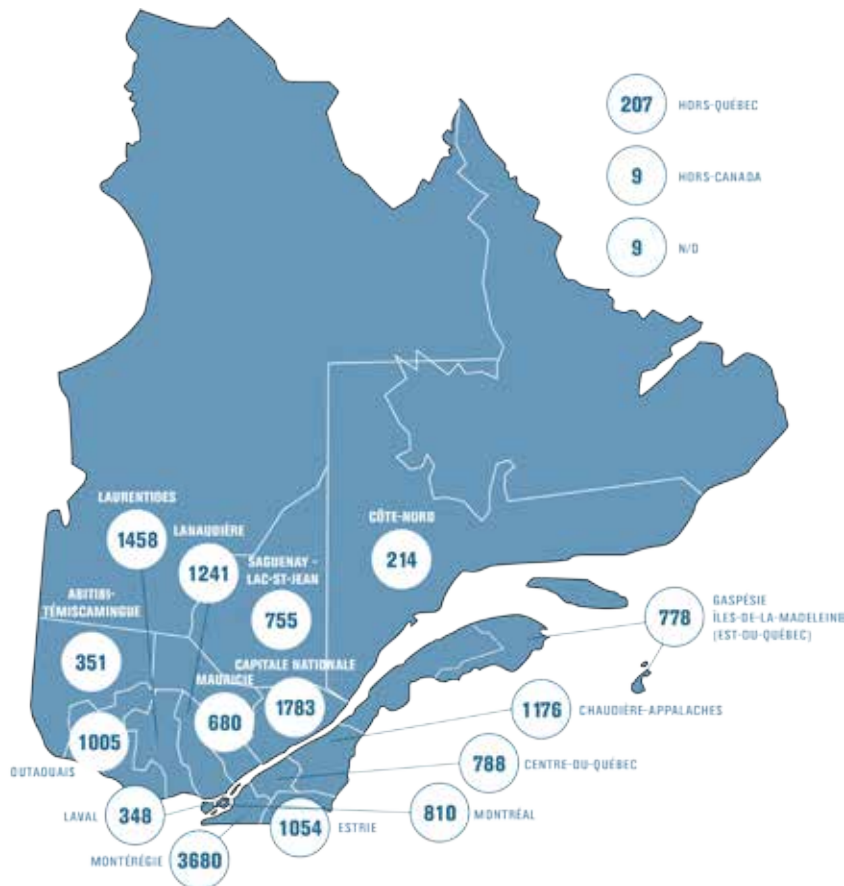 207 HORS-QUÉBEC
9 HORS-CANADA
9 N/D
LAURENTIDES
1458
LANAUDIÈRE
1241
CÔTE-NORD
214
SAGUENAY -
LAC-ST-JEAN
755
ABITIBI-
TÉMISCAMINGUE
351
778 GASPÉSIE
ÎLES-DE-LA-MADELEINE
(EST-DU-QUÉBEC)
CAPITALE NATIONALE
1783
MAURICIE
680
1176 CHAUDIÈRE-APPALACHES
1005
OUTAOUAIS
788 CENTRE-DU-QUÉBEC
LAVAL 348
1054 ESTRIE
810 MONTRÉAL
MONTÉRÉGIE 3680